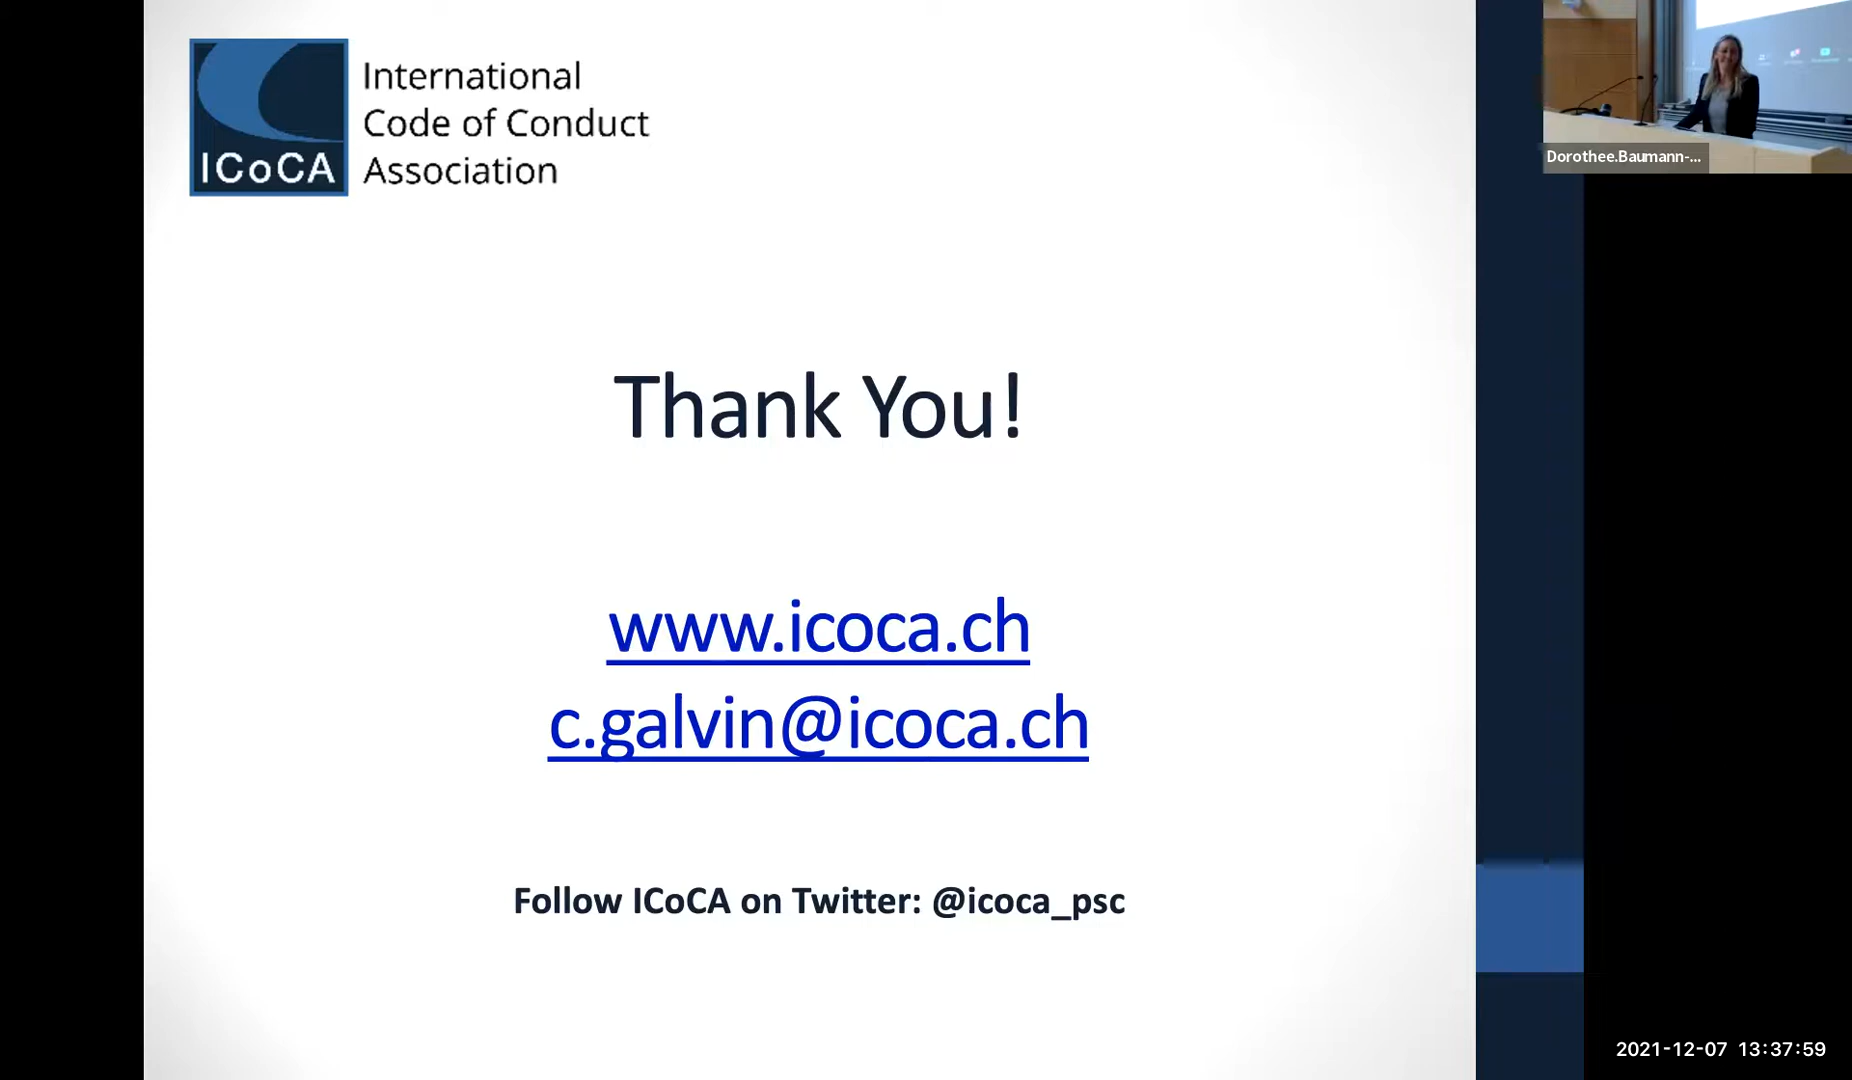 International
Code of Conduct
Association
ICoCA
Thank You!
www.icoca.ch
c.galvin@icoca.ch
Follow ICoCA on Twitter: @icoca_psc
Dorothee.Baumann-...
2021-12-07 13:37:59